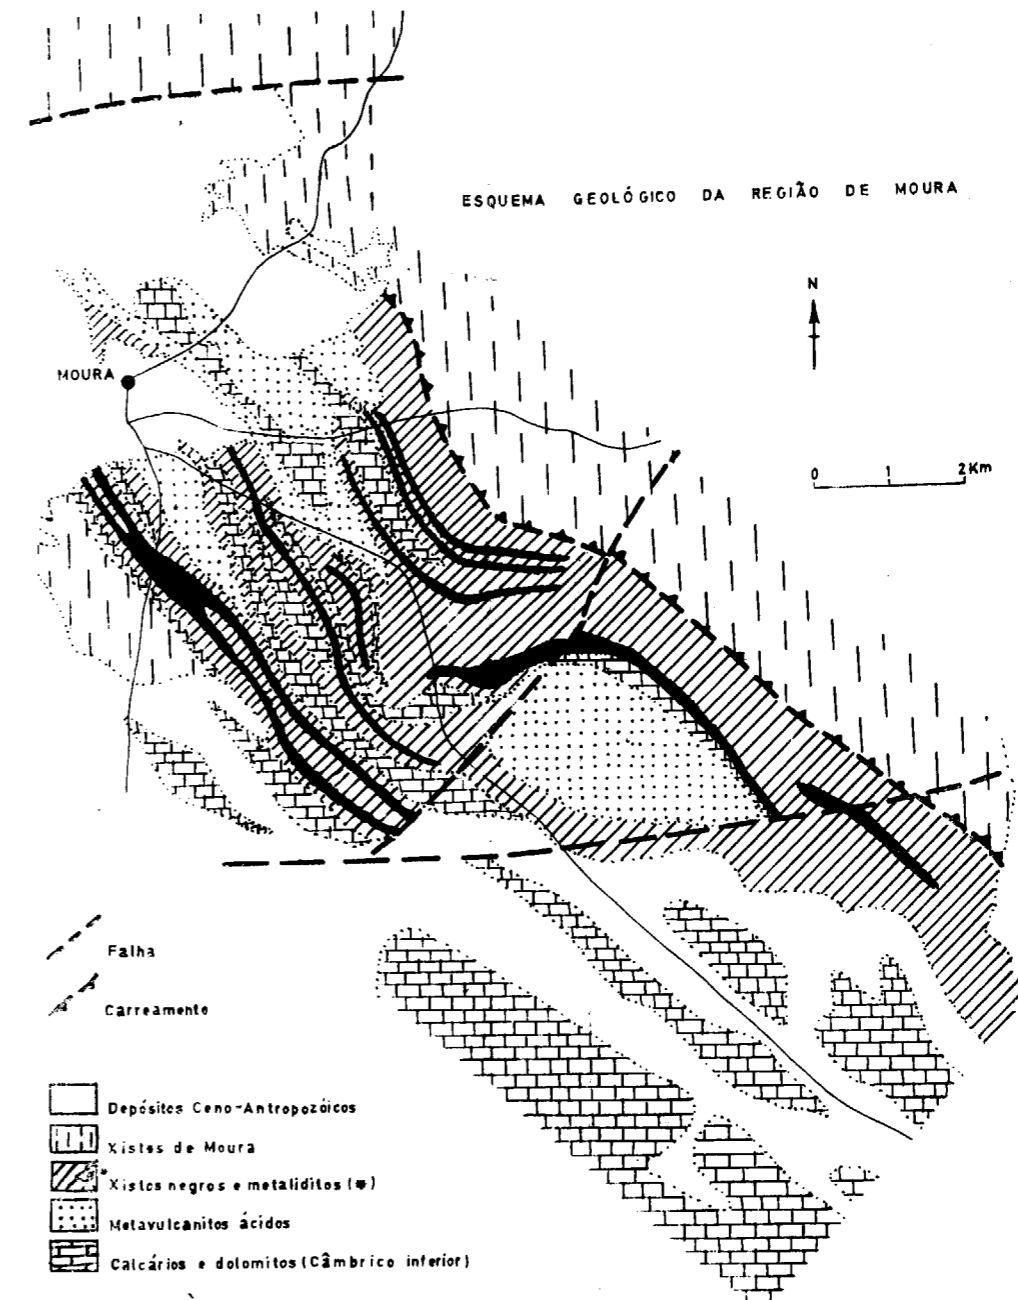 ESQUEMA GEOLÓGICO DA REGIÃO DE MOURA
N
MOURA
0 1 2Km
Falha
Carreamento
Depósitos Ceno-Antropozóicos
Xistos de Moura
* Xistos negros e metaliditos (*)
Metavulcanitos ácidos
Calcários e dolomitos (Câmbrico inferior)